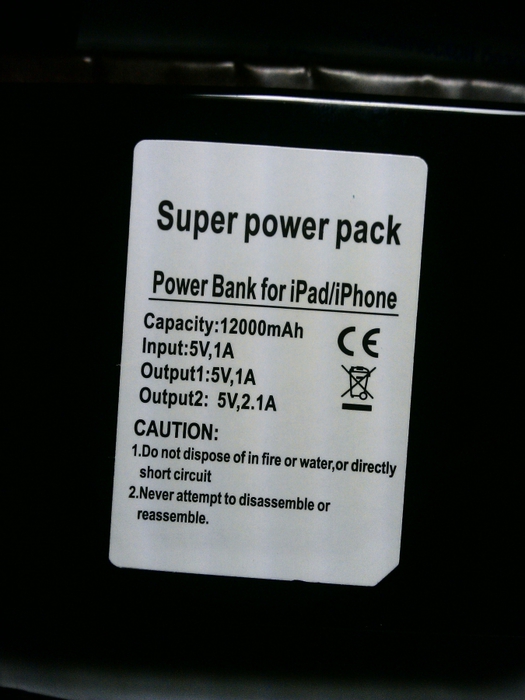 Super power pack
Power Bank for iPad/iPhone
Capacity:12000mAh
Input:5V,1A
Output1:5V,1A
Output2: 5V,2.1A
CE
CAUTION:
1.Do not dispose of in fire or water,or directly
short circuit
2.Never attempt to disassemble or
reassemble.